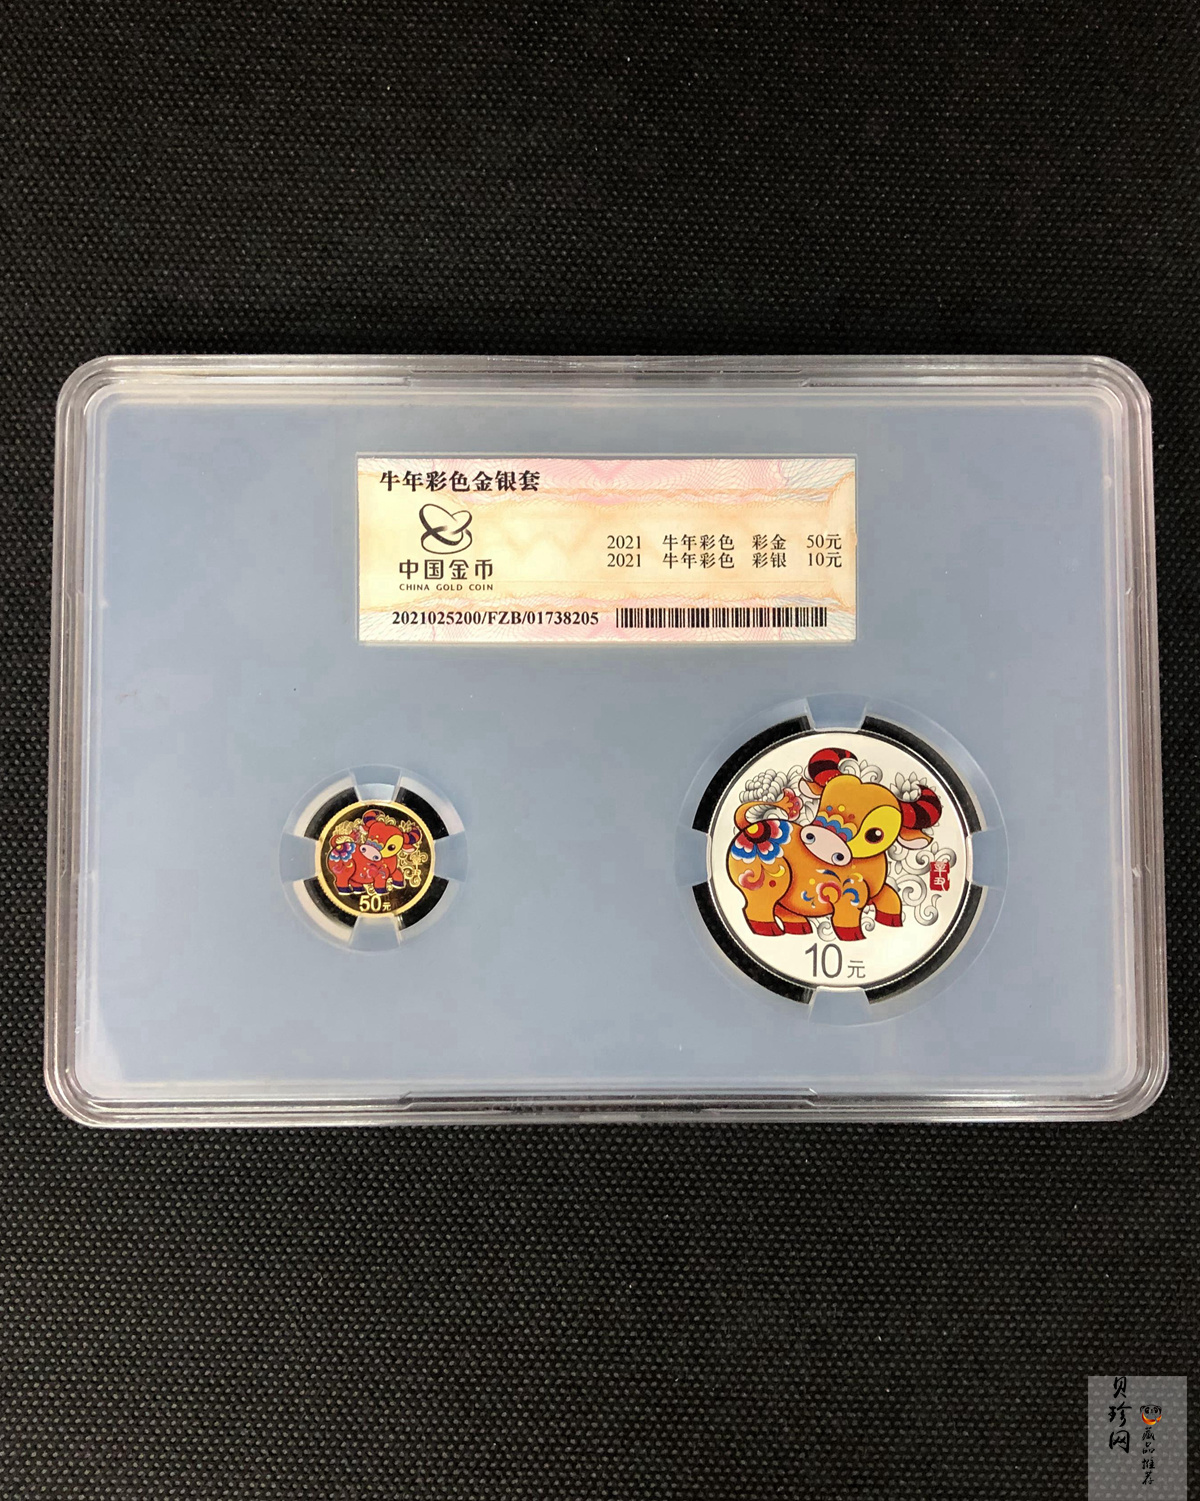 牛年彩色金银套
中国金币
CHINA GOLD COIN
2021 牛年彩色 彩金 50元
2021 牛年彩色 彩银 10元
2021025200/FZB/01738205
50元
辛丑
10元
贝珍网
藏品推荐